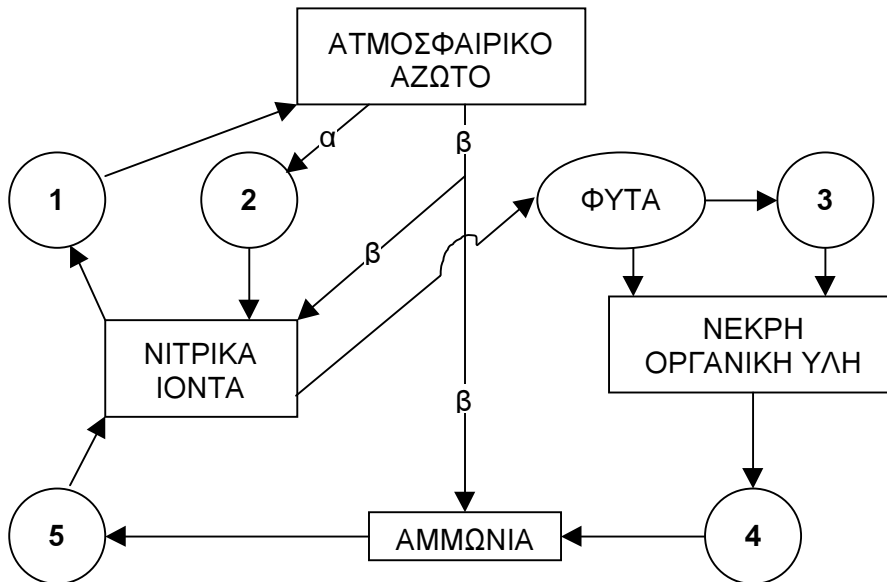 ΑΤΜΟΣΦΑΙΡΙΚΟ
ΑΖΩΤΟ
α
β
1
2
ΦΥΤΑ
3
β
ΝΙΤΡΙΚΑ
ΙΟΝΤΑ
ΝΕΚΡΗ
ΟΡΓΑΝΙΚΗ ΥΛΗ
β
5
ΑΜΜΩΝΙΑ
4